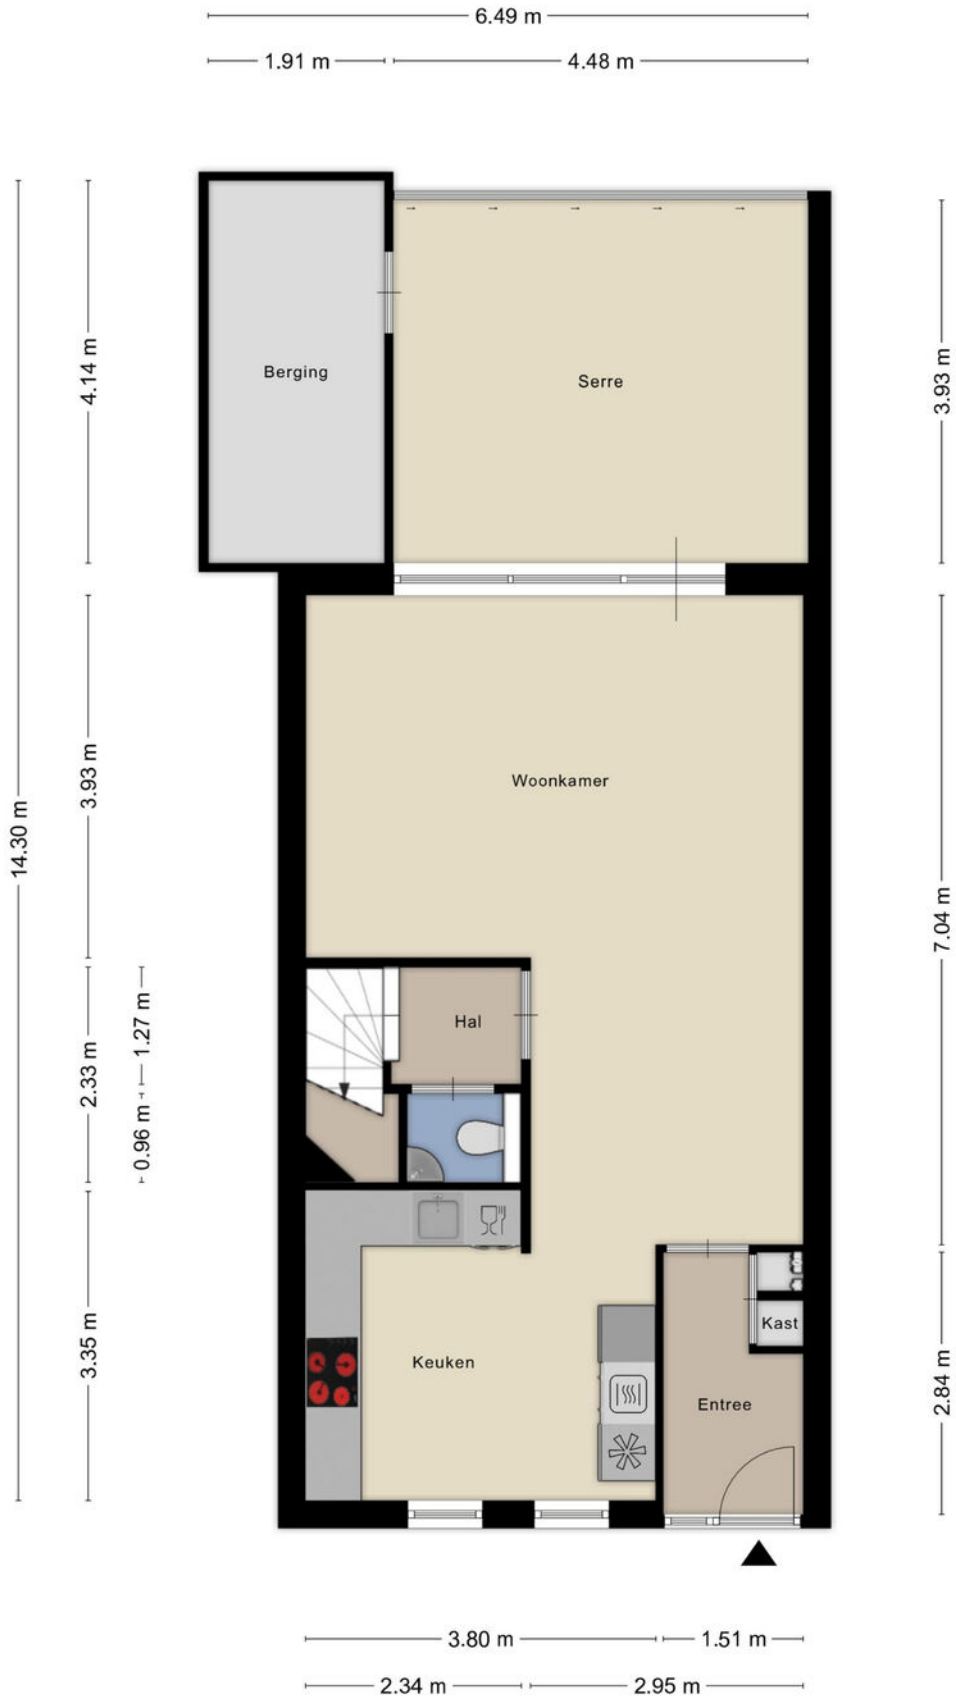 6.49 m
1.91 m
4.48 m
4.14 m
3.93 m
Berging
Serre
14.30 m
3.93 m
7.04 m
Woonkamer
2.33 m
1.27 m
0.96 m
Hal
3.35 m
2.84 m
Kast
Keuken
Entree
3.80 m
1.51 m
2.34 m
2.95 m